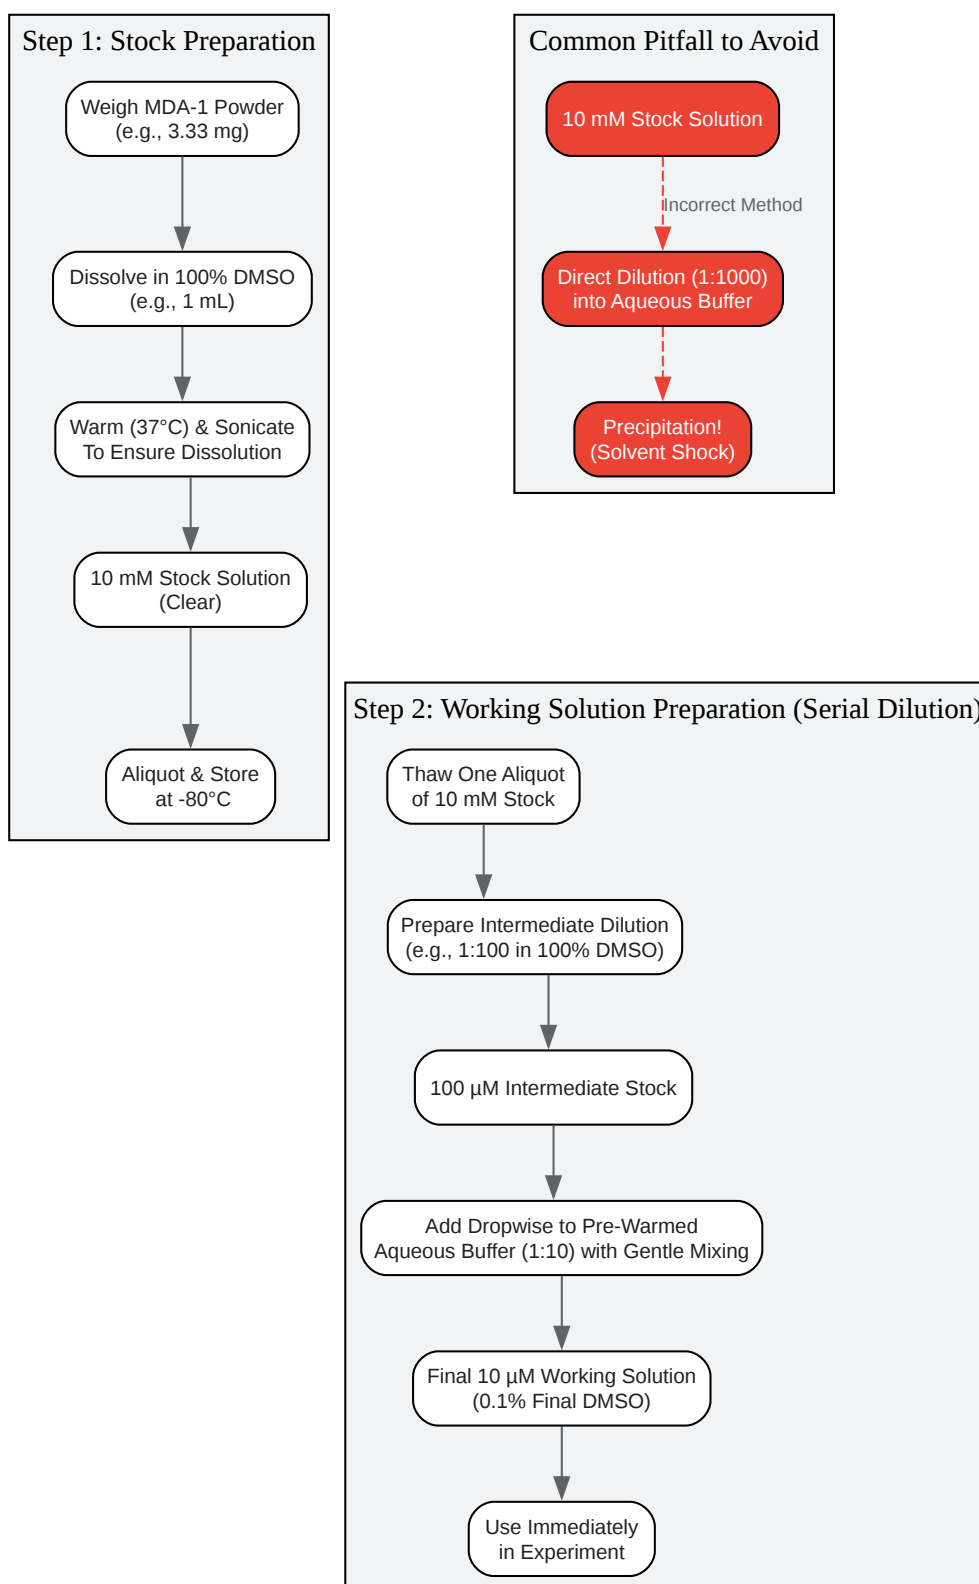 Step 1: Stock Preparation
Weigh MDA-1 Powder
(e.g., 3.33 mg)
Dissolve in 100% DMSO
(e.g., 1 mL)
Warm (37°C) & Sonicate
To Ensure Dissolution
10 mM Stock Solution
(Clear)
Aliquot & Store
at -80°C
Common Pitfall to Avoid
10 mM Stock Solution
Incorrect Method
Direct Dilution (1:1000)
into Aqueous Buffer
Precipitation!
(Solvent Shock)
Step 2: Working Solution Preparation (Serial Dilution)
Thaw One Aliquot
of 10 mM Stock
Prepare Intermediate Dilution
(e.g., 1:100 in 100% DMSO)
100 µM Intermediate Stock
Add Dropwise to Pre-Warmed
Aqueous Buffer (1:10) with Gentle Mixing
Final 10 µM Working Solution
(0.1% Final DMSO)
Use Immediately
in Experiment